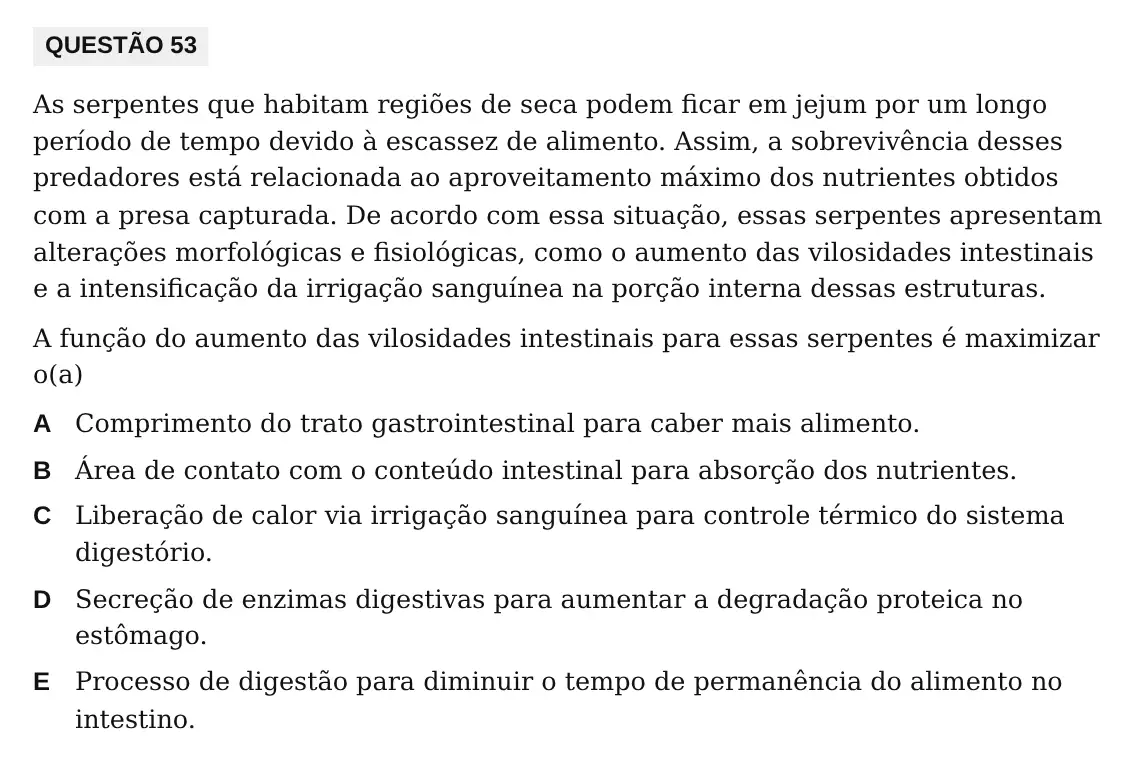 QUESTÃO 53
As serpentes que habitam regiões de seca podem ficar em jejum por um longo
período de tempo devido à escassez de alimento. Assim, a sobrevivência desses
predadores está relacionada ao aproveitamento máximo dos nutrientes obtidos
com a presa capturada. De acordo com essa situação, essas serpentes apresentam
alterações morfológicas e fisiológicas, como o aumento das vilosidades intestinais
e a intensificação da irrigação sanguínea na porção interna dessas estruturas.
A função do aumento das vilosidades intestinais para essas serpentes é maximizar
o(a)
A Comprimento do trato gastrointestinal para caber mais alimento.
B Área de contato com o conteúdo intestinal para absorção dos nutrientes.
C Liberação de calor via irrigação sanguínea para controle térmico do sistema
digestório.
D Secreção de enzimas digestivas para aumentar a degradação proteica no
estômago.
E Processo de digestão para diminuir o tempo de permanência do alimento no
intestino.